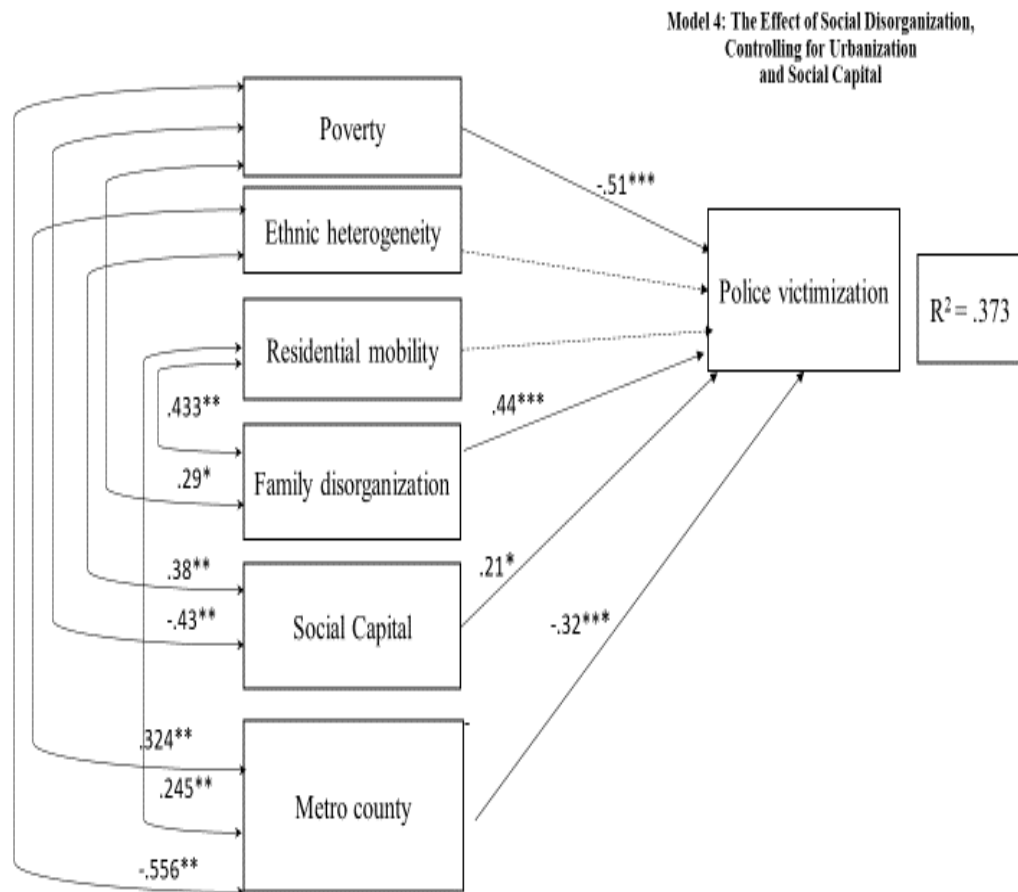 Model 4: The Effect of Social Disorganization,
Controlling for Urbanization
and Social Capital
Poverty
-.51***
Ethnic heterogeneity
Police victimization
R² = .373
Residential mobility
.433**
.44***
.29*
Family disorganization
.38**
.21*
-.43**
Social Capital
-.32***
.324**
.245**
Metro county
-.556**